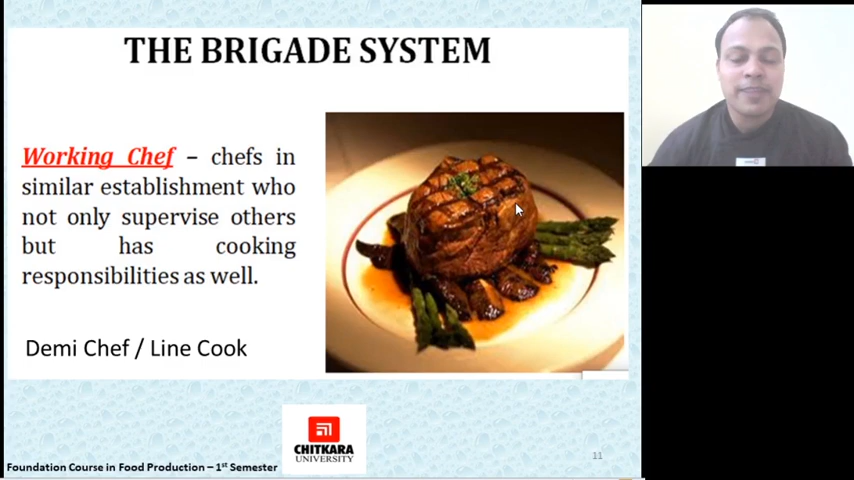 THE BRIGADE SYSTEM
Working Chef – chefs in
similar establishment who
not only supervise others
but has cooking
responsibilities as well.
Demi Chef / Line Cook
CHITKARA
UNIVERSITY
11
Foundation Course in Food Production – 1st Semester